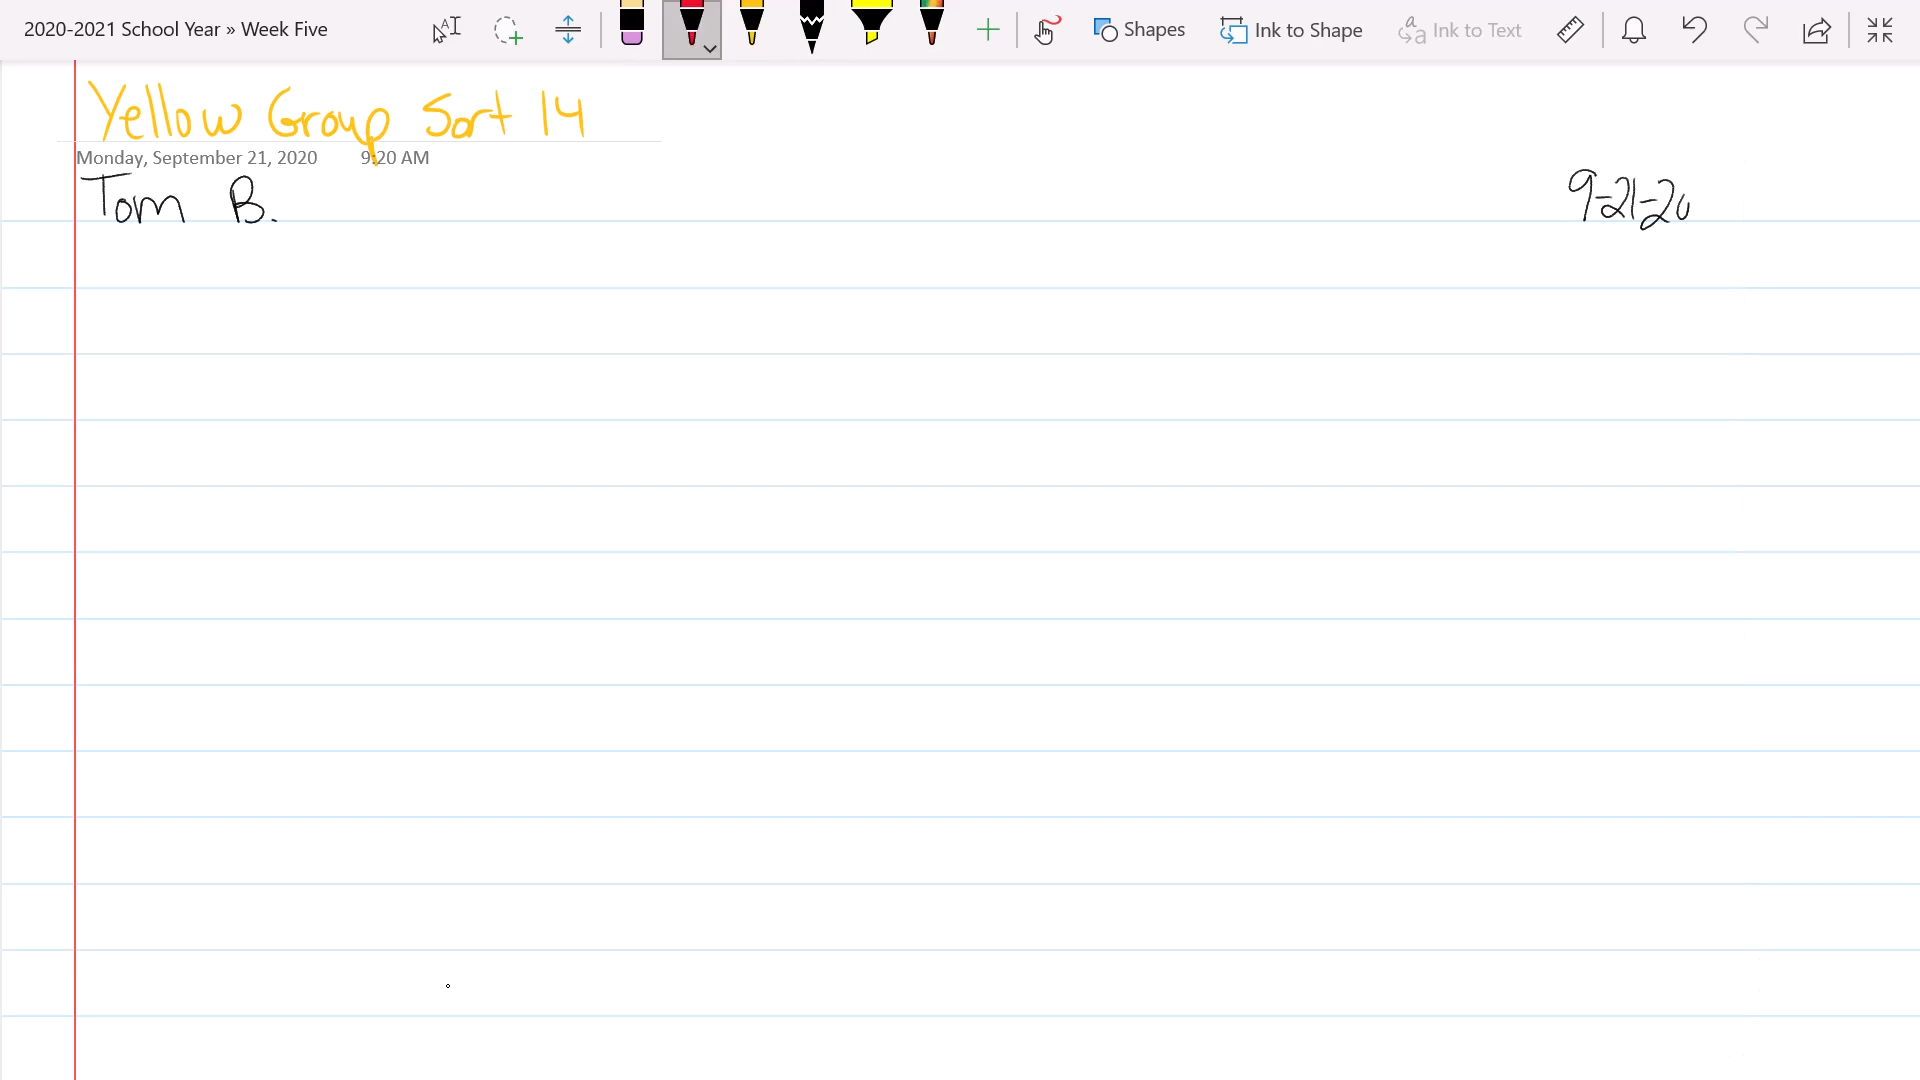 2020-2021 School Year » Week Five Shapes Ink to Shape Ink to Text
Yellow Group Sort 14
Monday, September 21, 2020 9:20 AM
Tom B. 9-21-20